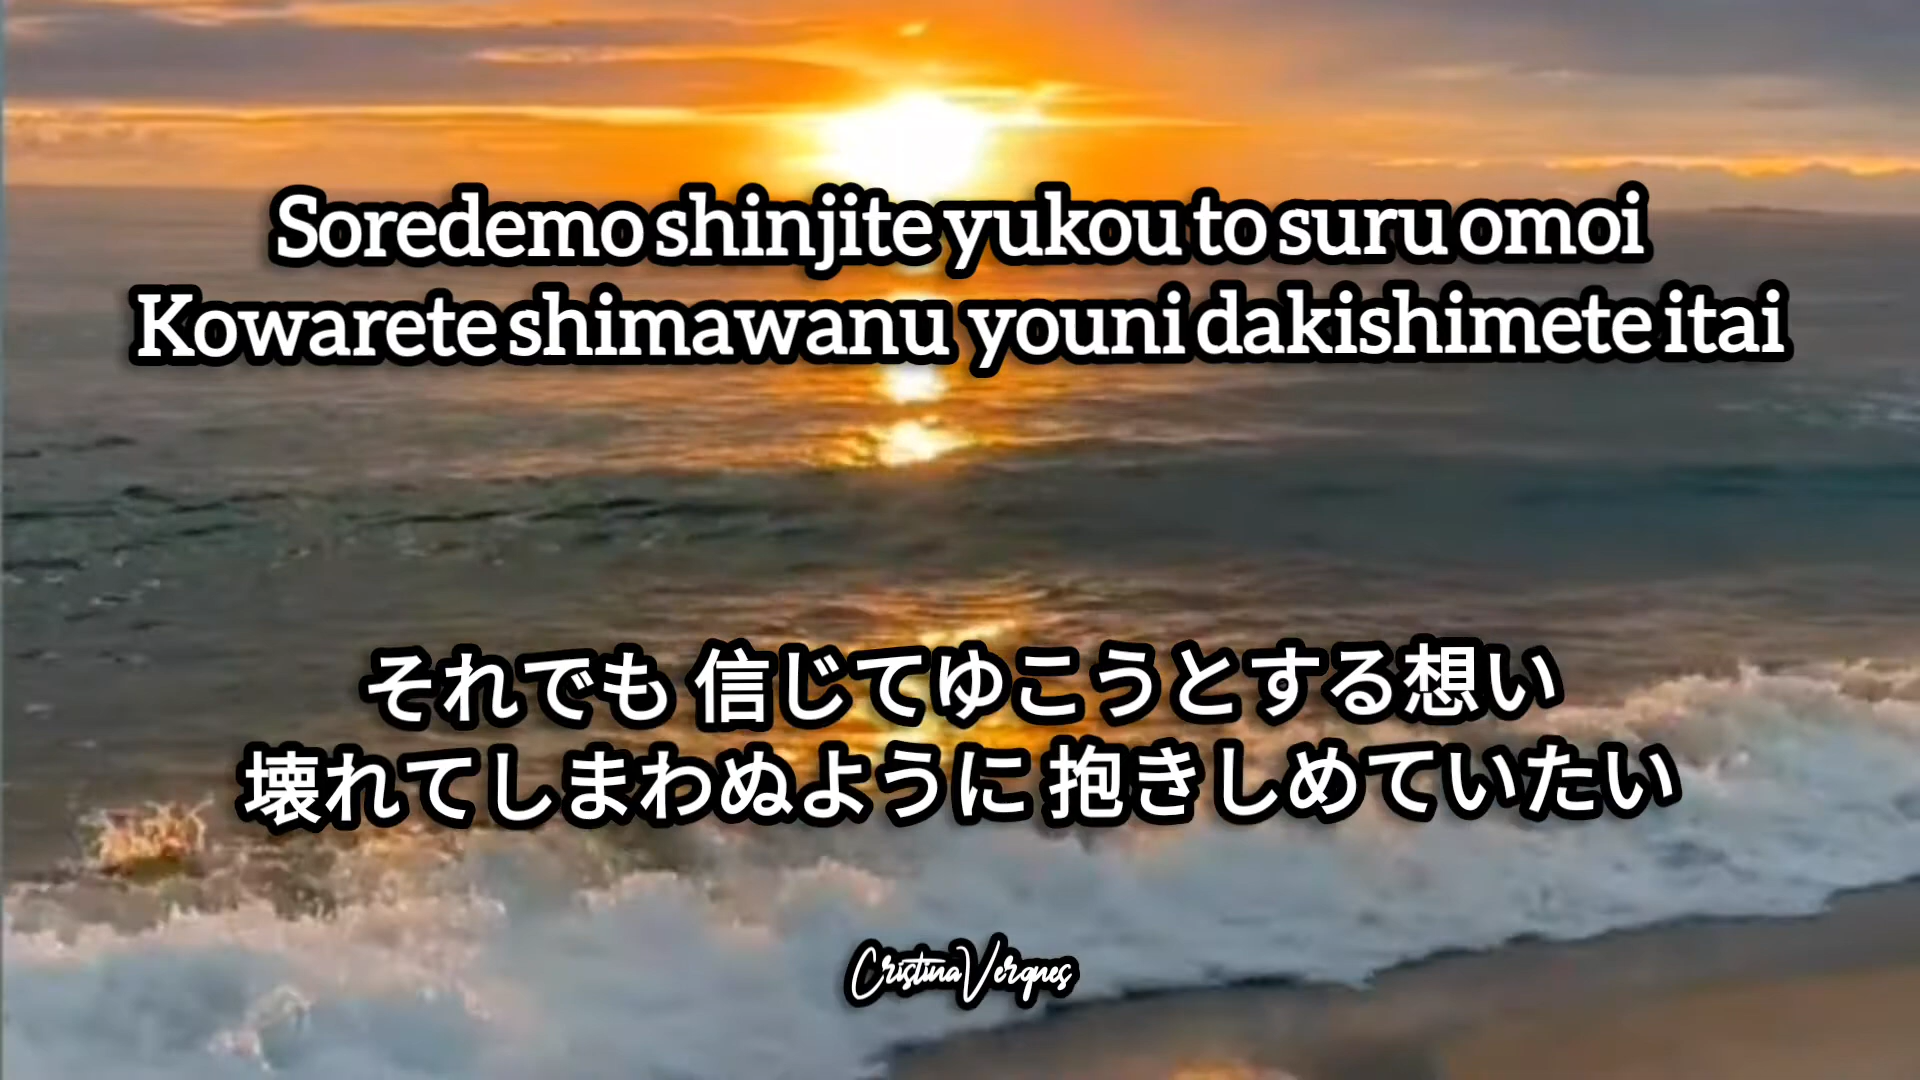 Soredemo shinjite yukou to suru omoi
Kowarete shimawanu youni dakishimete itai
それでも 信じてゆこうとする想い
壊れてしまわぬように 抱きしめていたい
Cristina Verques